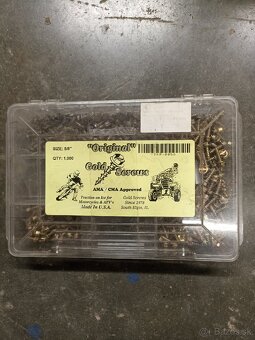 "Original"
SIZE: 5/8"
QTY: 1,000
Gold Screws
AMA / CMA Approved
Traction on Ice for
Motorcycles & ATV's
Made In U.S.A.
Gold Screws
Since 1979
South Elgin, IL